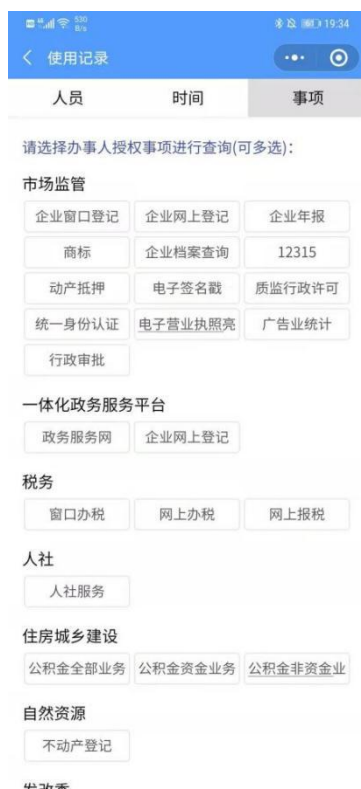 530
B/s
19:34
使用记录
人员 时间 事项
请选择办事人授权事项进行查询(可多选):
市场监管
企业窗口登记 企业网上登记 企业年报
商标 企业档案查询 12315
动产抵押 电子签名戳 质监行政许可
统一身份认证 电子营业执照亮 广告业统计
行政审批
一体化政务服务平台
政务服务网 企业网上登记
税务
窗口办税 网上办税 网上报税
人社
人社服务
住房城乡建设
公积金全部业务 公积金资金业务 公积金非资金业
自然资源
不动产登记
发改委